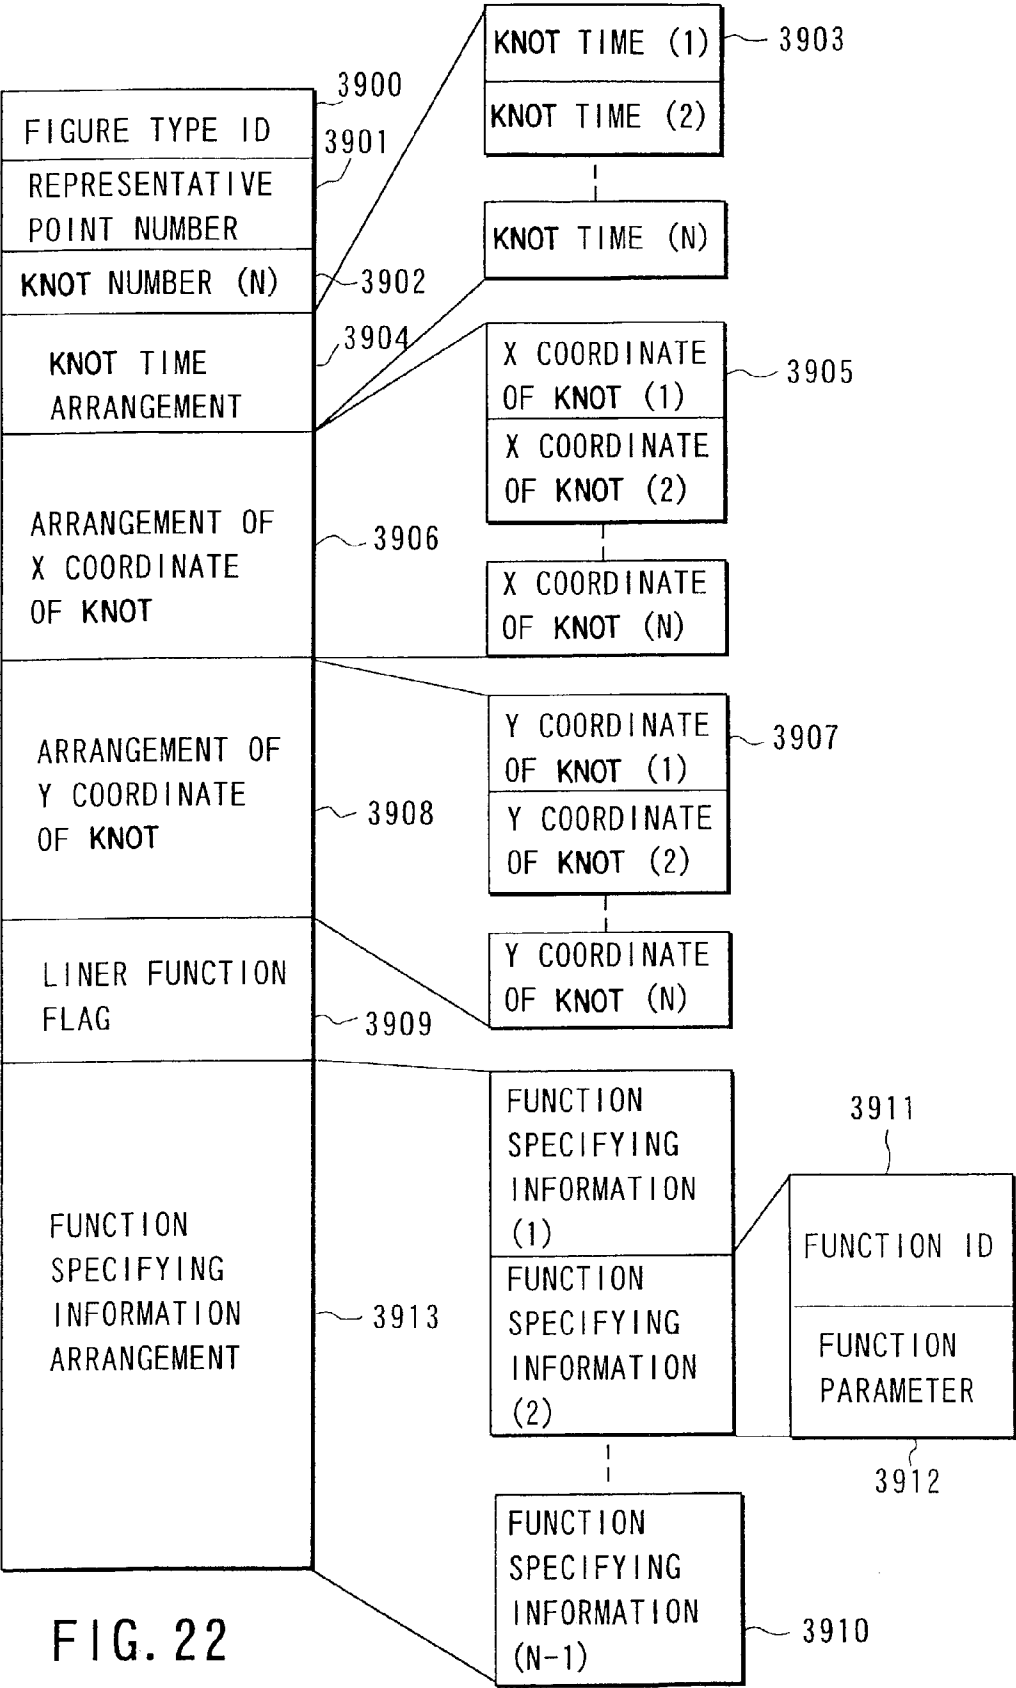 3900
FIGURE TYPE ID
3901
REPRESENTATIVE
POINT NUMBER
KNOT NUMBER (N)
3902
3904
KNOT TIME
ARRANGEMENT
ARRANGEMENT OF
X COORDINATE
OF KNOT
3906
ARRANGEMENT OF
Y COORDINATE
OF KNOT
3908
LINER FUNCTION
FLAG
3909
FUNCTION
SPECIFYING
INFORMATION
ARRANGEMENT
3913
KNOT TIME (1)
3903
KNOT TIME (2)
KNOT TIME (N)
X COORDINATE
OF KNOT (1)
3905
X COORDINATE
OF KNOT (2)
X COORDINATE
OF KNOT (N)
Y COORDINATE
OF KNOT (1)
3907
Y COORDINATE
OF KNOT (2)
Y COORDINATE
OF KNOT (N)
FUNCTION
SPECIFYING
INFORMATION
(1)
FUNCTION
SPECIFYING
INFORMATION
(2)
3911
FUNCTION ID
FUNCTION
PARAMETER
3912
FUNCTION
SPECIFYING
INFORMATION
(N-1)
3910
FIG. 22